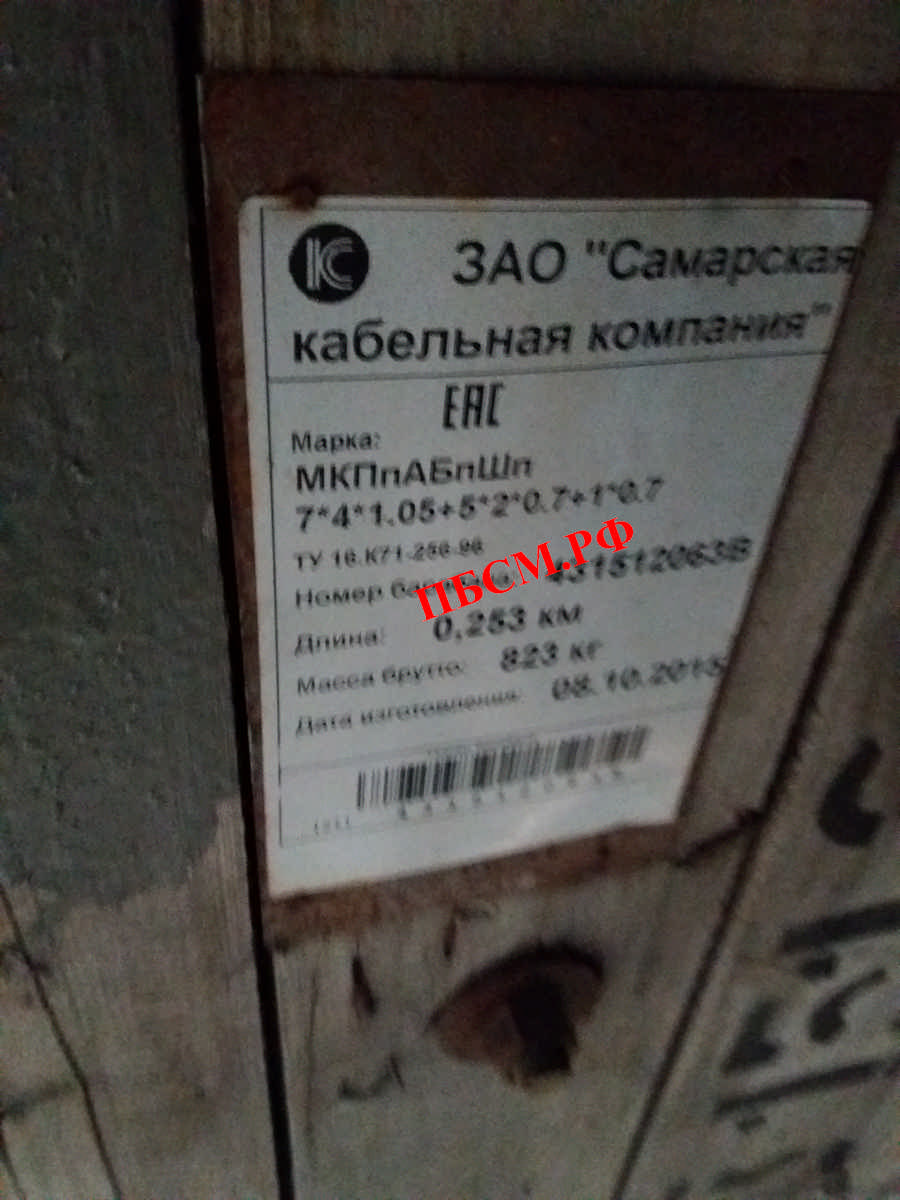 ЗАО "Самарская
кабельная компания"
ЕАС
Марка:
МКПпАБпШп
7*4*1.05+5*2*0.7+1*0.7
ТУ 16.К71-256-96
Номер барабана: 431512063В
ПБСМ.РФ
Длина: 0,253 км
Масса брутто: 823 кг
Дата изготовления: 08.10.2015